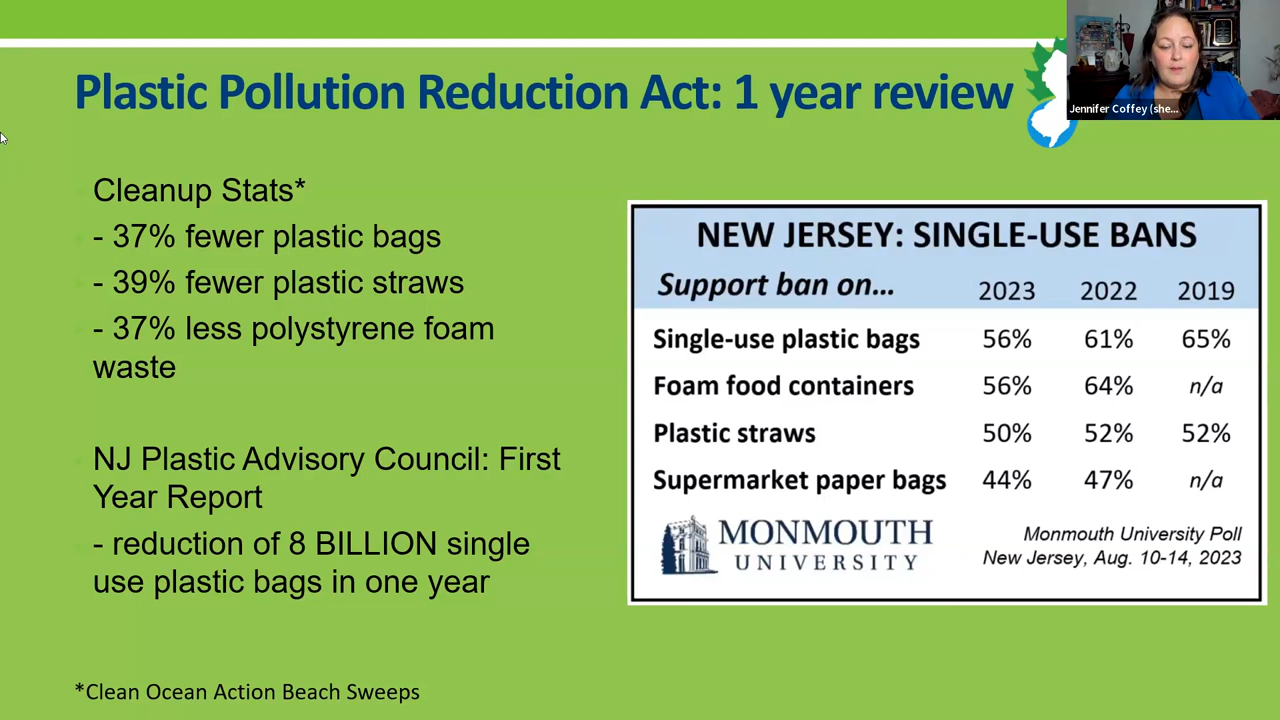 Plastic Pollution Reduction Act: 1 year review
Jennifer Coffey (she...
Cleanup Stats*
- 37% fewer plastic bags
- 39% fewer plastic straws
- 37% less polystyrene foam
waste
NJ Plastic Advisory Council: First
Year Report
- reduction of 8 BILLION single
use plastic bags in one year
*Clean Ocean Action Beach Sweeps
NEW JERSEY: SINGLE-USE BANS
Support ban on... 2023 2022 2019
Single-use plastic bags 56% 61% 65%
Foam food containers 56% 64% n/a
Plastic straws 50% 52% 52%
Supermarket paper bags 44% 47% n/a
MONMOUTH
UNIVERSITY
Monmouth University Poll
New Jersey, Aug. 10-14, 2023